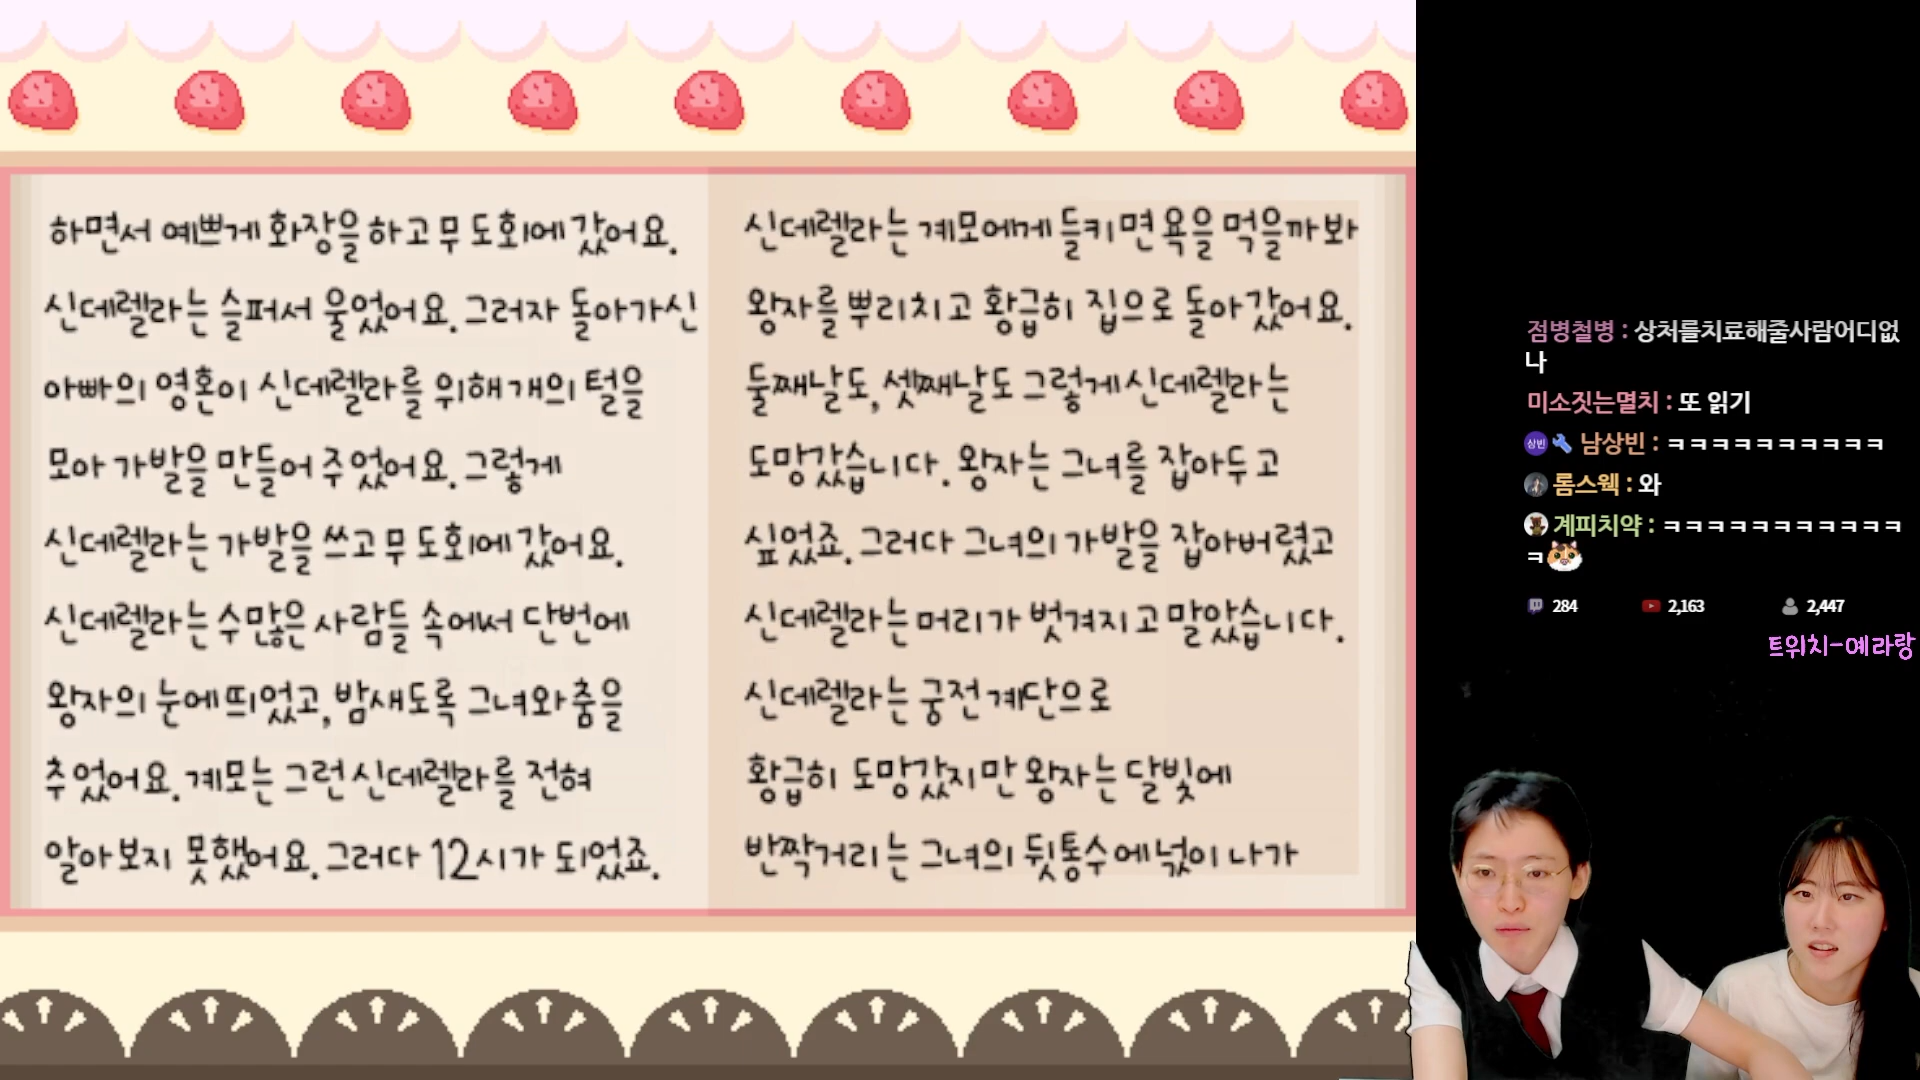 하면서 예쁘게 화장을 하고 무도회에 갔어요.
신데렐라는 슬퍼서 울었어요. 그러자 돌아가신
아빠의 영혼이 신데렐라를 위해 개의 털을
모아 가발을 만들어 주었어요. 그렇게
신데렐라는 가발을 쓰고 무도회에 갔어요.
신데렐라는 수많은 사람들 속에서 단번에
왕자의 눈에 띄었고, 밤새도록 그녀와 춤을
추었어요. 계모는 그런 신데렐라를 전혀
알아보지 못했어요. 그러다 12시가 되었죠.
신데렐라는 계모에게 들키면 욕을 먹을까봐
왕자를 뿌리치고 황급히 집으로 돌아갔어요.
둘째날도, 셋째날도 그렇게 신데렐라는
도망갔습니다. 왕자는 그녀를 잡아두고
싶었죠. 그러다 그녀의 가발을 잡아버렸고
신데렐라는 머리가 벗겨지고 말았습니다.
신데렐라는 궁전 계단으로
황급히 도망갔지만 왕자는 달빛에
반짝거리는 그녀의 뒷통수에 넋이 나가
점병철병 : 상처를치료해줄사람어디없
나
미소짓는멸치 : 또 읽기
상빈 남상빈 : ㅋㅋㅋㅋㅋㅋㅋㅋㅋㅋ
롬스웩 : 와
계피치약 : ㅋㅋㅋㅋㅋㅋㅋㅋㅋㅋㅋ
ㅋ
284 2,163 2,447
트위치-예라랑